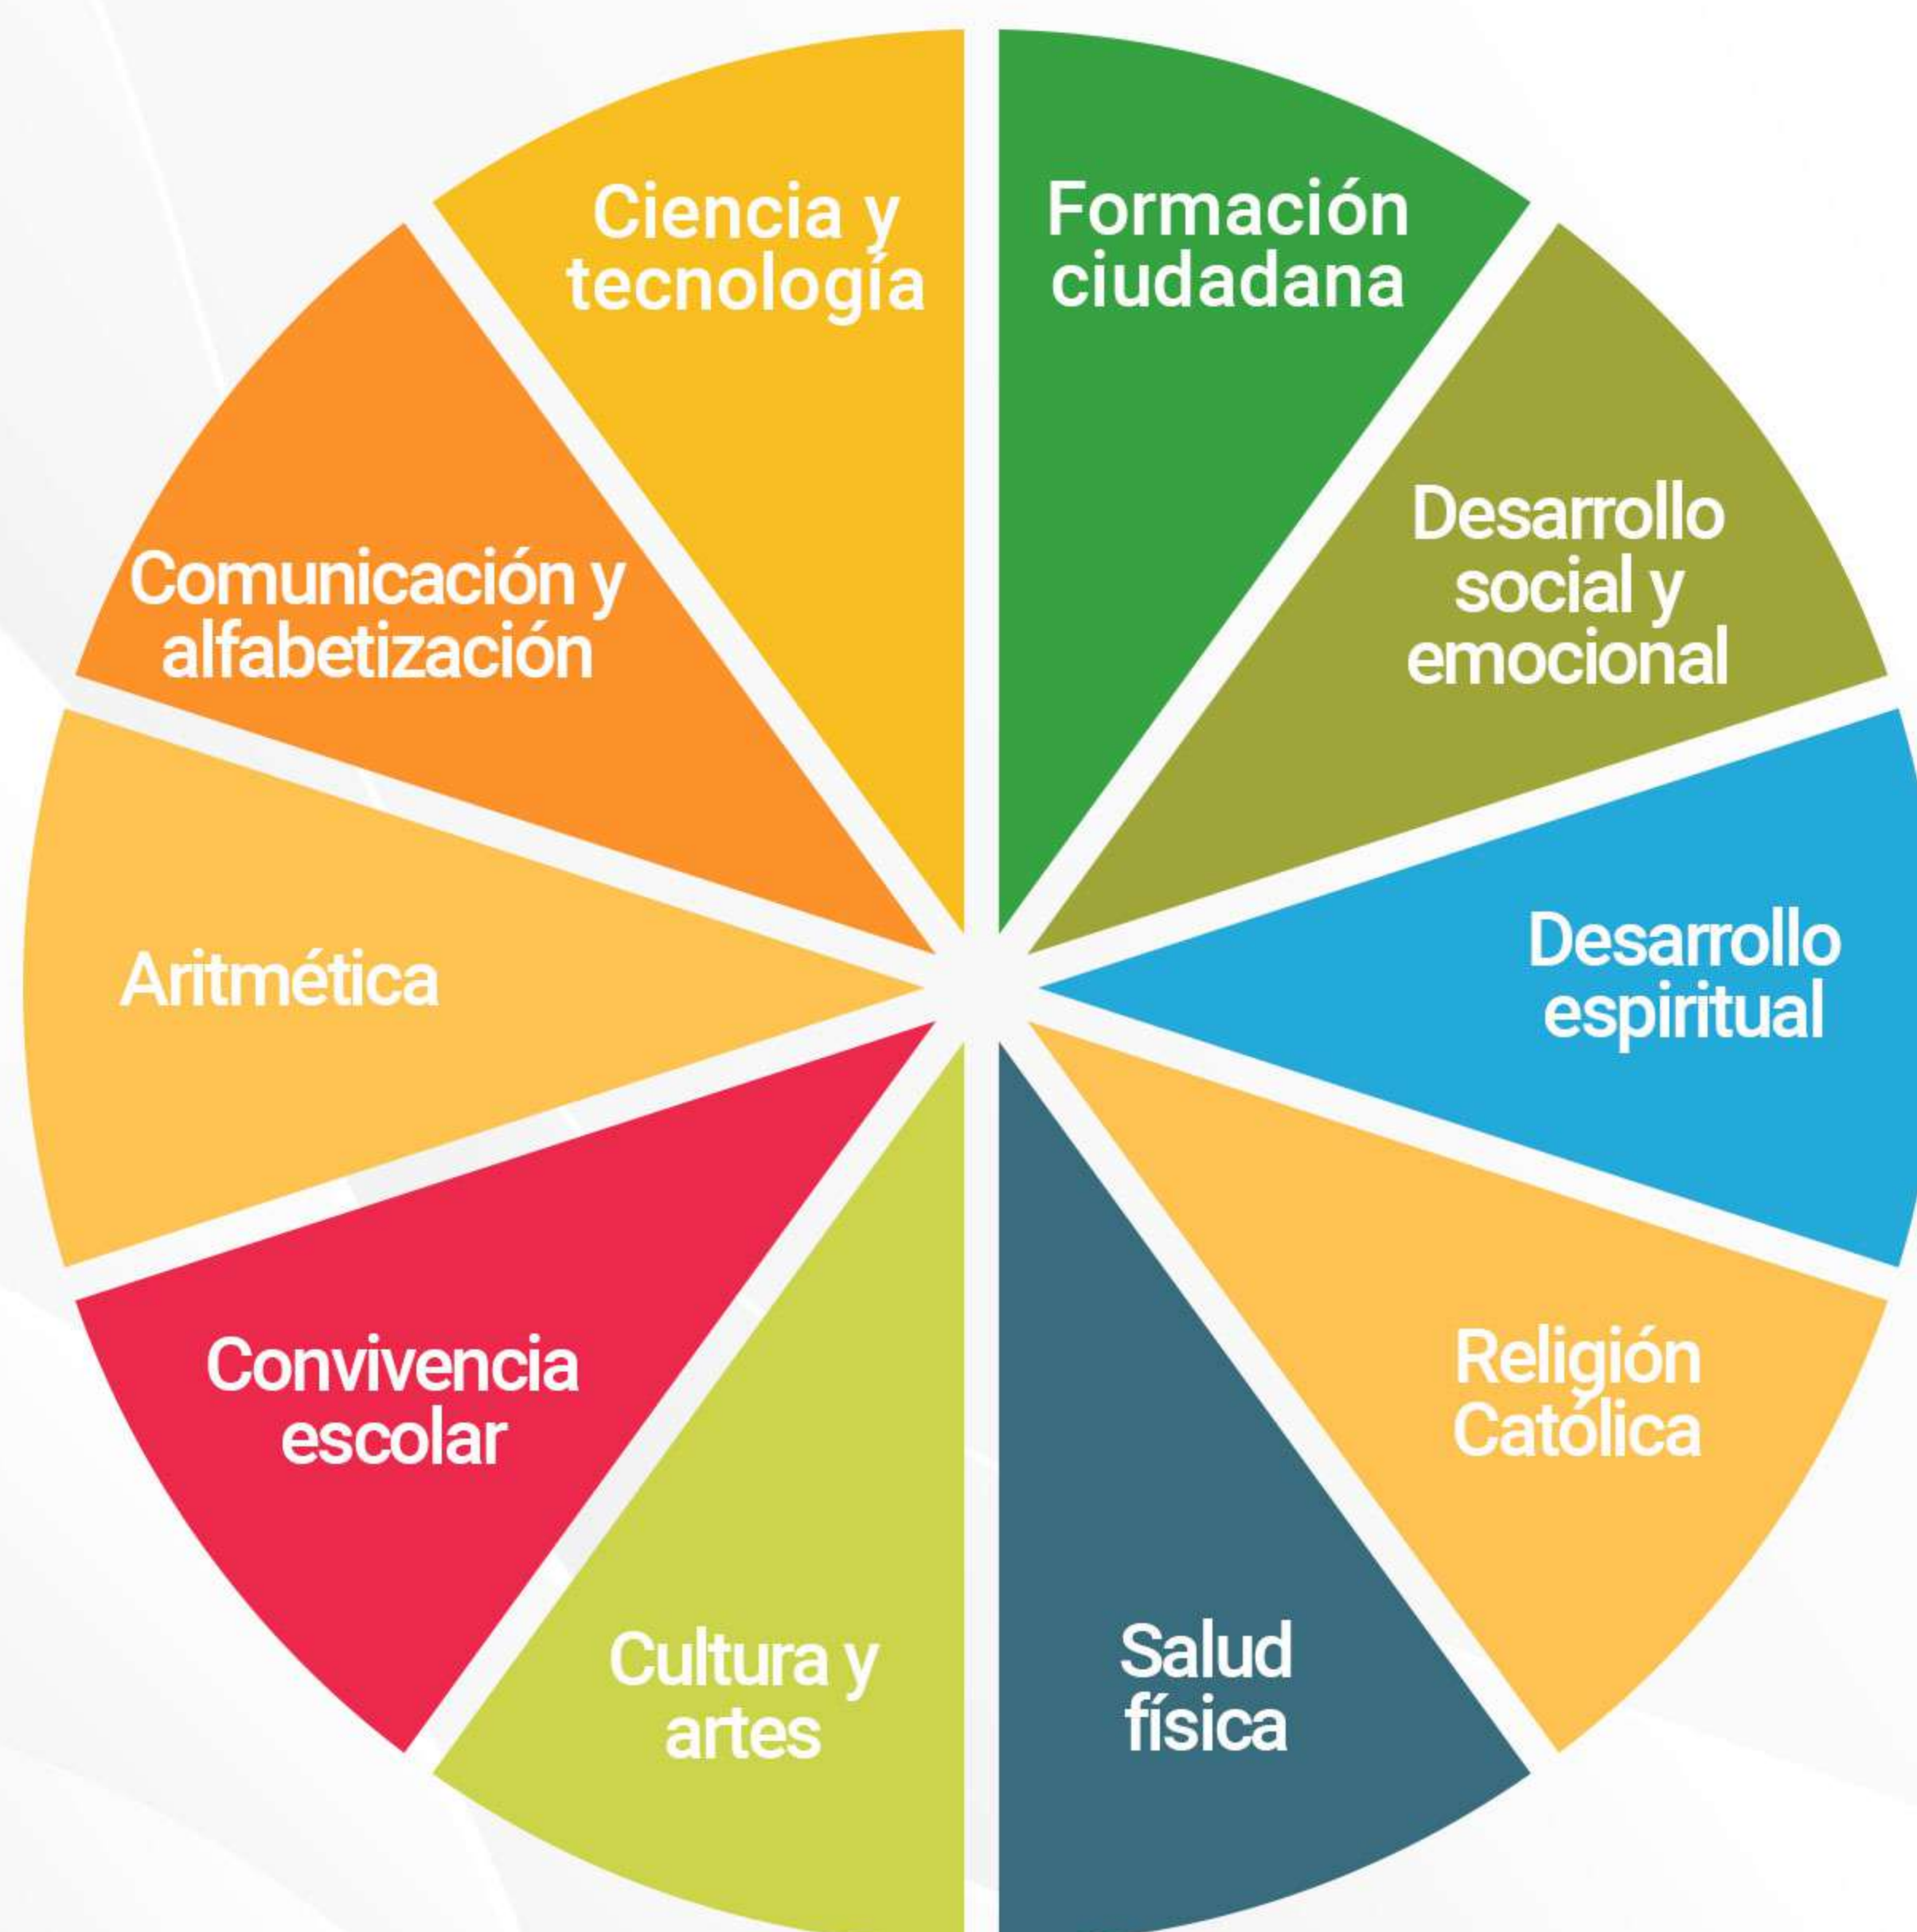 Formación
ciudadana
Desarrollo
social y
emocional
Desarrollo
espiritual
Religión
Católica
Salud
física
Cultura y
artes
Convivencia
escolar
Aritmética
Comunicación y
alfabetización
Ciencia y
tecnología